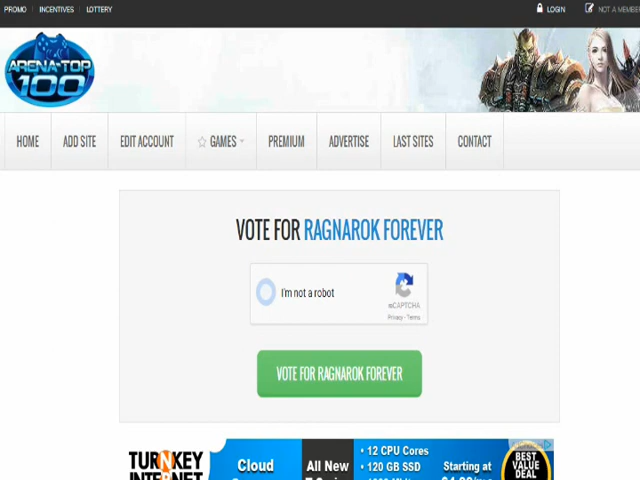 PROMO INCENTIVES LOTTERY
LOGIN NOT A MEMBE
ARENA-TOP
100
HOME ADD SITE EDIT ACCOUNT GAMES PREMIUM ADVERTISE LAST SITES CONTACT
VOTE FOR RAGNAROK FOREVER
I'm not a robot
reCAPTCHA
Privacy - Terms
VOTE FOR RAGNAROK FOREVER
TURNKEY
INTERNET
Cloud
All New
• 12 CPU Cores
• 120 GB SSD
Starting at
BEST
VALUE
DEAL